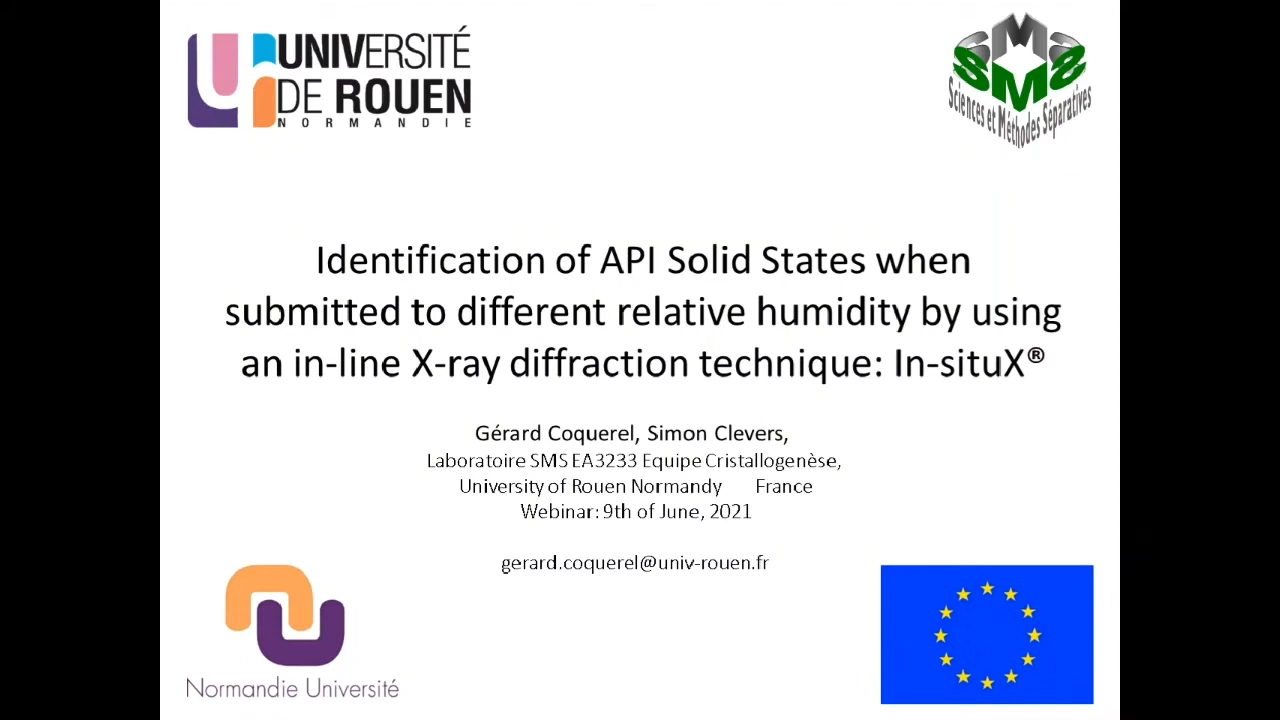 UNIVERSITÉ
DE ROUEN
NORMANDIE
SMS
Sciences et Méthodes Séparatives
Identification of API Solid States when
submitted to different relative humidity by using
an in-line X-ray diffraction technique: In-situX®
Gérard Coquerel, Simon Clevers,
Laboratoire SMS EA3233 Equipe Cristallogenèse,
University of Rouen Normandy France
Webinar: 9th of June, 2021
gerard.coquerel@univ-rouen.fr
Normandie Université